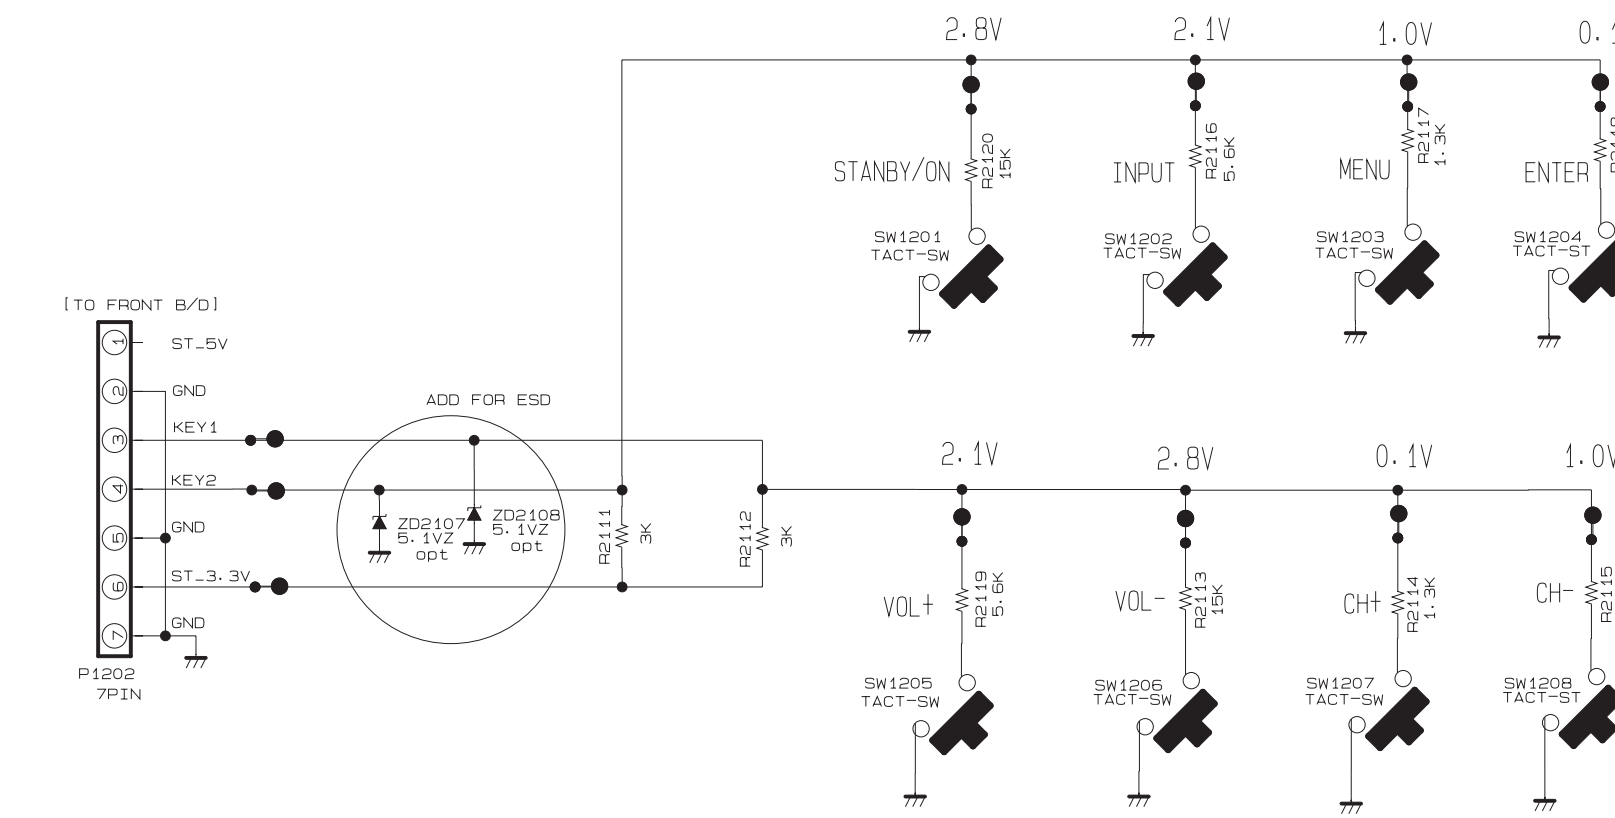 2.8V
2.1V
1.0V
STANBY/ON
R2120
15K
INPUT
R2116
5.6K
MENU
R2117
1.3K
ENTER
SW1201
TACT-SW
SW1202
TACT-SW
SW1203
TACT-SW
SW1204
TACT-ST
[TO FRONT B/D]
1
ST_5V
2
GND
3
KEY1
4
KEY2
5
GND
6
ST_3.3V
7
GND
P1202
7PIN
ADD FOR ESD
ZD2107
5.1VZ
opt
ZD2108
5.1VZ
opt
R2111
3K
R2112
3K
2.1V
2.8V
0.1V
1.0V
VOL+
R2119
5.6K
VOL-
R2113
15K
CH+
R2114
1.3K
CH-
R2115
SW1205
TACT-SW
SW1206
TACT-SW
SW1207
TACT-SW
SW1208
TACT-ST